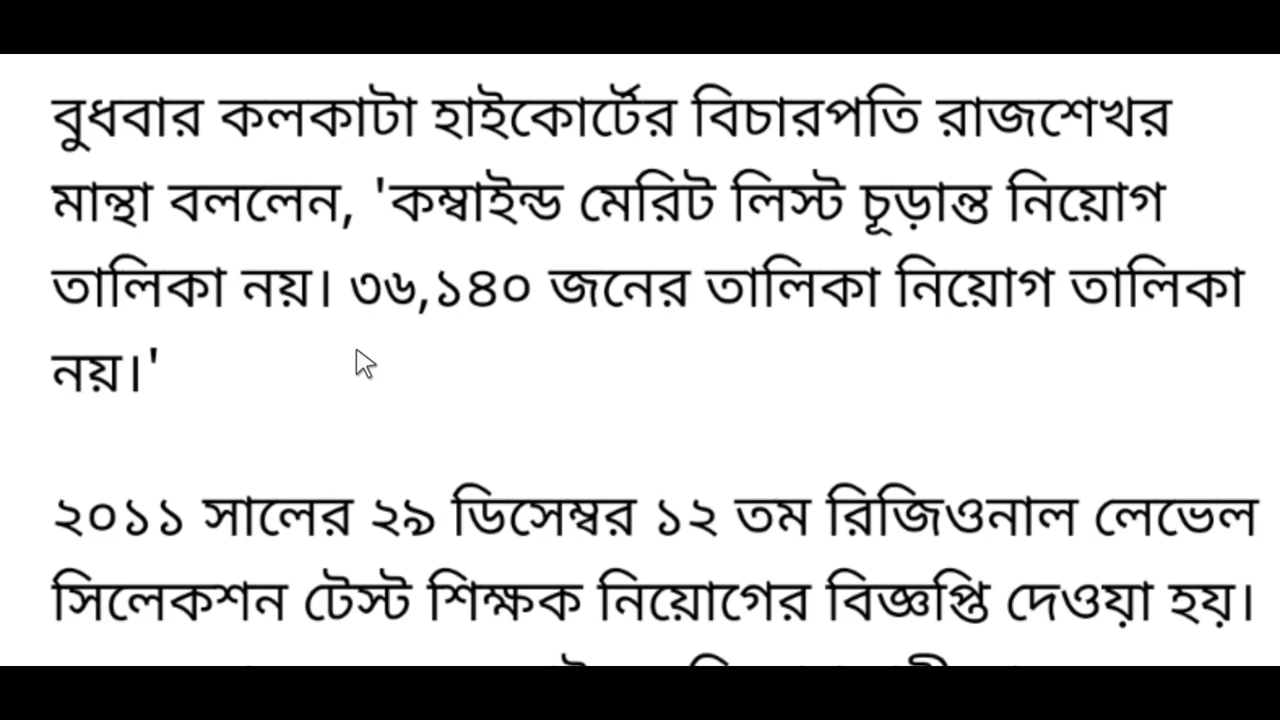 বুধবার কলকাটা হাইকোর্টের বিচারপতি রাজশেখর
মান্থা বললেন, 'কম্বাইন্ড মেরিট লিস্ট চূড়ান্ত নিয়োগ
তালিকা নয়। ৩৬,১৪০ জনের তালিকা নিয়োগ তালিকা
নয়।'
২০১১ সালের ২৯ ডিসেম্বর ১২ তম রিজিওনাল লেভেল
সিলেকশন টেস্ট শিক্ষক নিয়োগের বিজ্ঞপ্তি দেওয়া হয়।